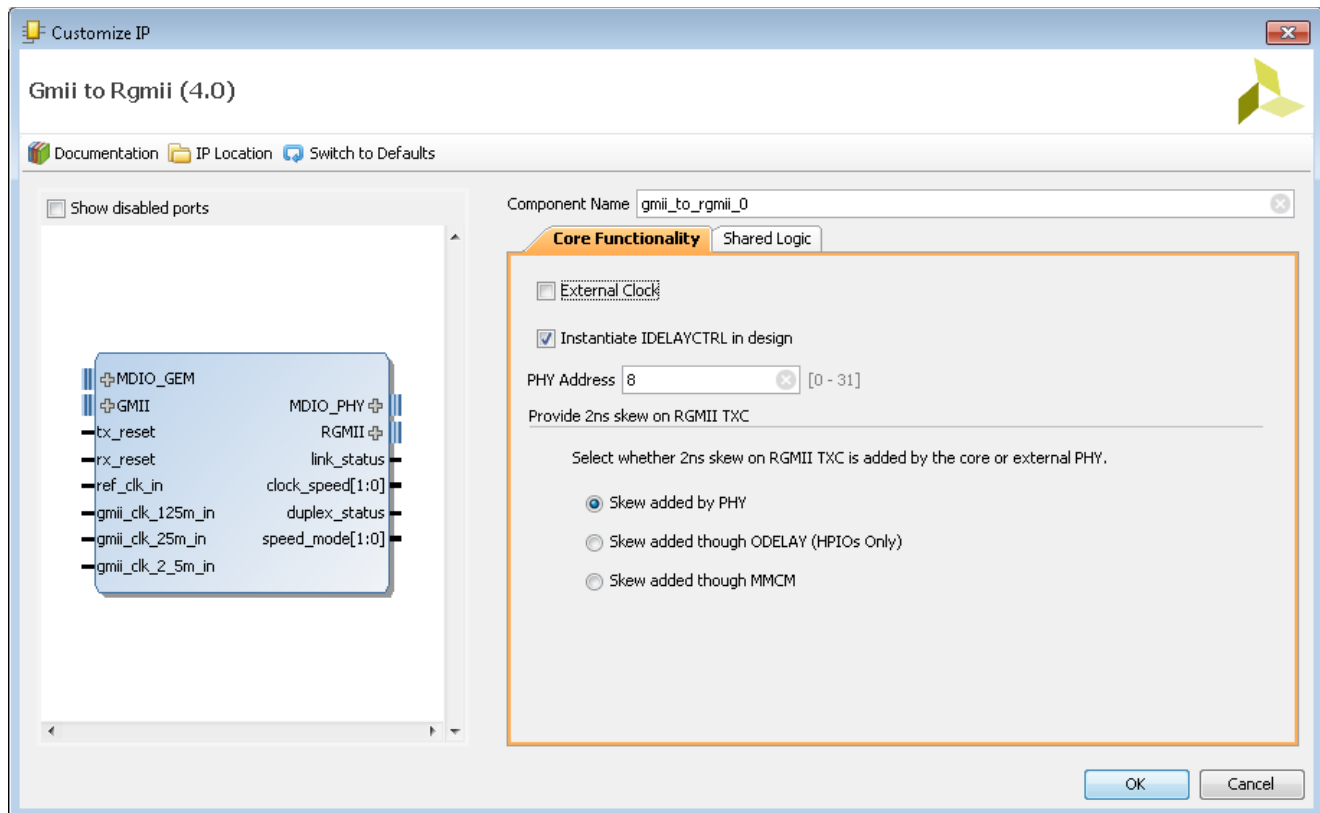 Customize IP
Gmii to Rgmii (4.0)
Documentation IP Location Switch to Defaults
Show disabled ports
MDIO_GEM
GMII
tx_reset
rx_reset
ref_clk_in
gmii_clk_125m_in
gmii_clk_25m_in
gmii_clk_2_5m_in
MDIO_PHY
RGMII
link_status
clock_speed[1:0]
duplex_status
speed_mode[1:0]
Component Name gmii_to_rgmii_0
Core Functionality Shared Logic
External Clock
Instantiate IDELAYCTRL in design
PHY Address 8 [0 - 31]
Provide 2ns skew on RGMII TXC
Select whether 2ns skew on RGMII TXC is added by the core or external PHY.
Skew added by PHY
Skew added though ODELAY (HPIOs Only)
Skew added though MMCM
OK Cancel